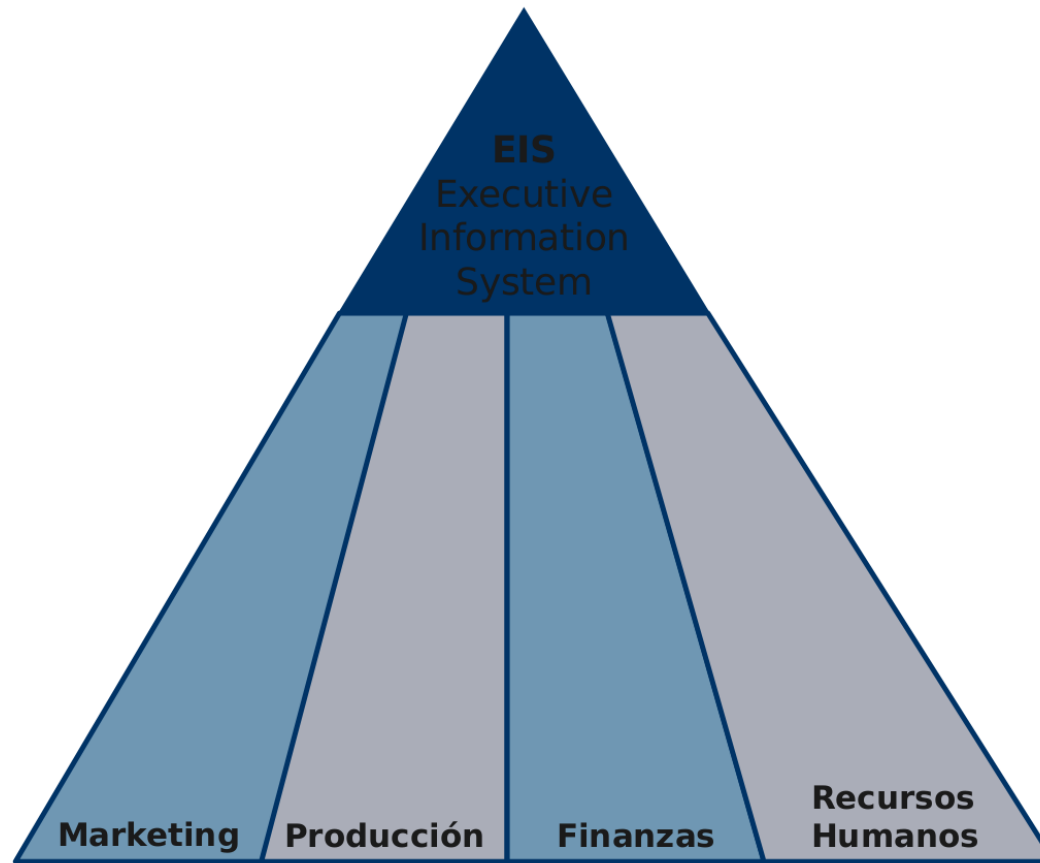 EIS
Executive
Information
System
Marketing
Producción
Finanzas
Recursos
Humanos